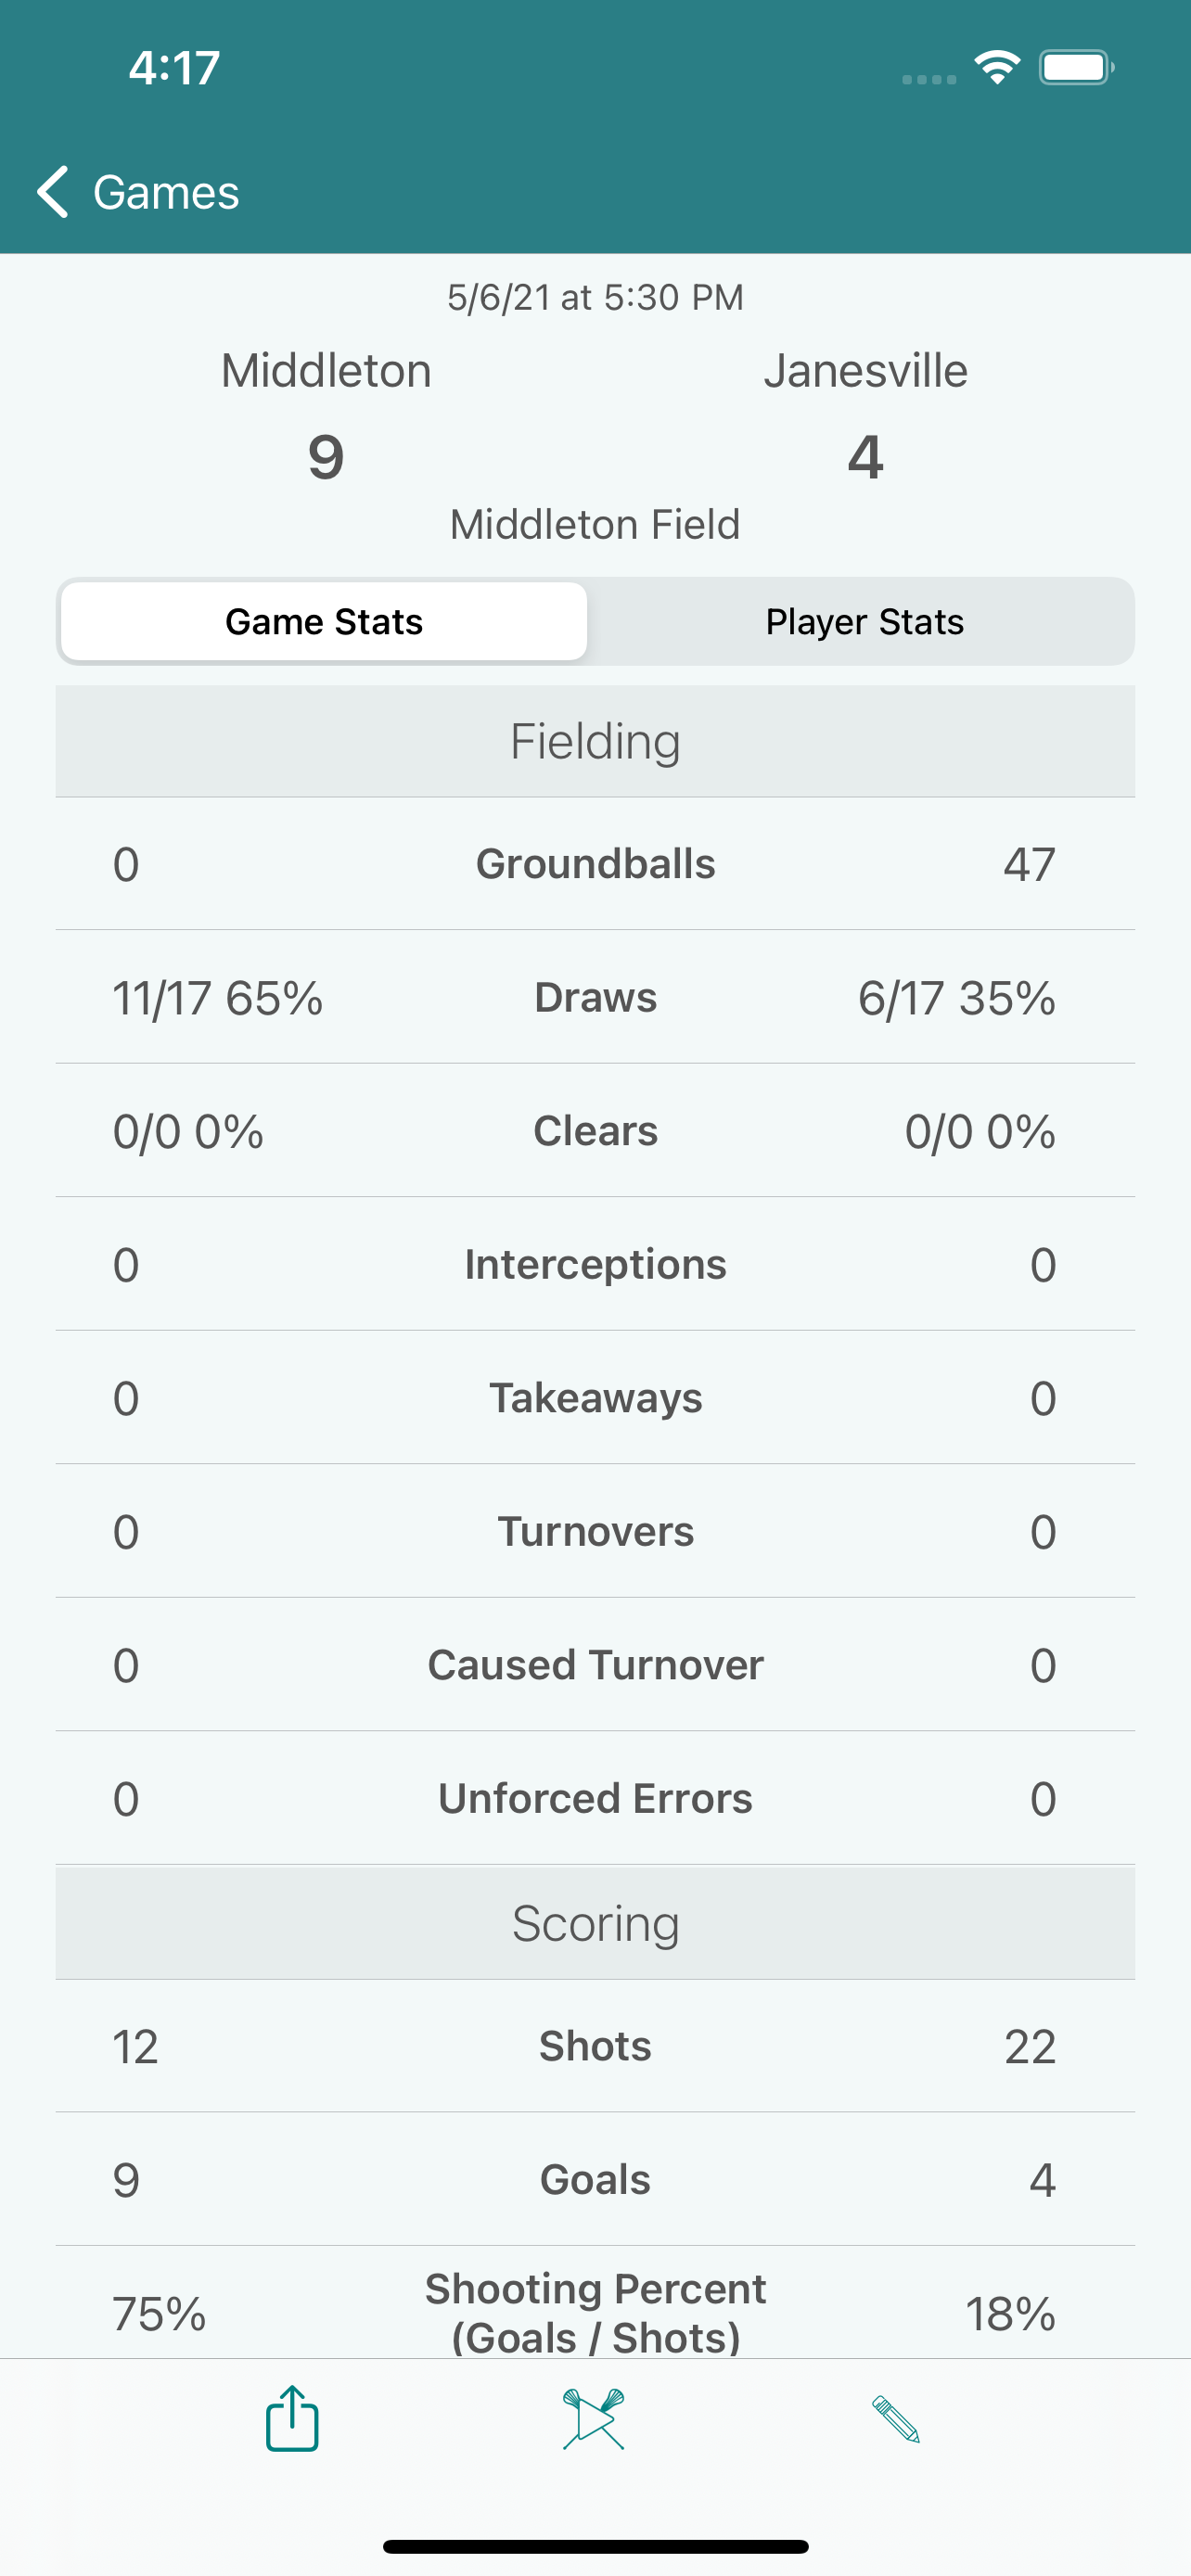 4:17
Games
5/6/21 at 5:30 PM
Middleton Janesville
9 4
Middleton Field
Game Stats Player Stats
Fielding
0 Groundballs 47
11/17 65% Draws 6/17 35%
0/0 0% Clears 0/0 0%
0 Interceptions 0
0 Takeaways 0
0 Turnovers 0
0 Caused Turnover 0
0 Unforced Errors 0
Scoring
12 Shots 22
9 Goals 4
75% Shooting Percent (Goals / Shots) 18%